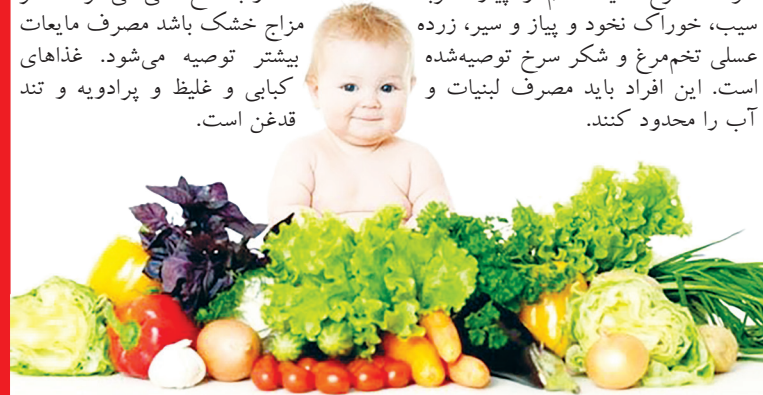 سیب، خوراک نخود و پیاز و سیر، زرده
عسلی تخم‌مرغ و شکر سرخ توصیه‌شده
است. این افراد باید مصرف لبنیات و
آب را محدود کنند.
مزاج خشک باشد مصرف مایعات
بیشتر توصیه می‌شود. غذاهای
کبابی و غلیظ و پرادویه و تند
قدغن است.